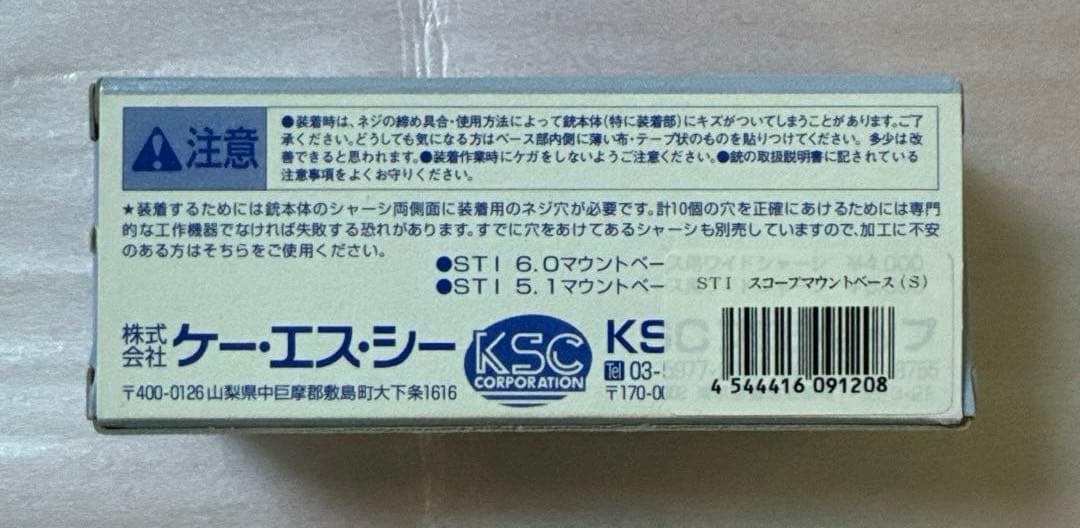 注意
●装着時は、ネジの締め具合・使用方法によって銃本体(特に装着部)にキズがついてしまうことがあります。ご了
承ください。どうしても気になる方はベース部内側に薄い布・テープ状のものを貼りつけてください。多少は改
善できると思われます。●装着作業時にケガをしないようご注意ください。●銃の取扱説明書に記されている
注意事項をよくお守りください。
★装着するためには銃本体のシャーシ両側面に装着用のネジ穴が必要です。計10個の穴を正確にあけるためには専門
的な工作機器でなければ失敗する恐れがあります。すでに穴をあけてあるシャーシも別売していますので、加工に不安
のある方はそちらをご使用ください。
●STI 6.0マウントベース用ワイドシャーシ ¥4,000
●STI 5.1マウントベー
STI スコープマウントベース(S)
株式会社ケー・エス・シー
KSC
CORPORATION
KSC
Tel 03-5977-
〒400-0126 山梨県中巨摩郡敷島町大下条1616
〒170-00
4 544416 091208